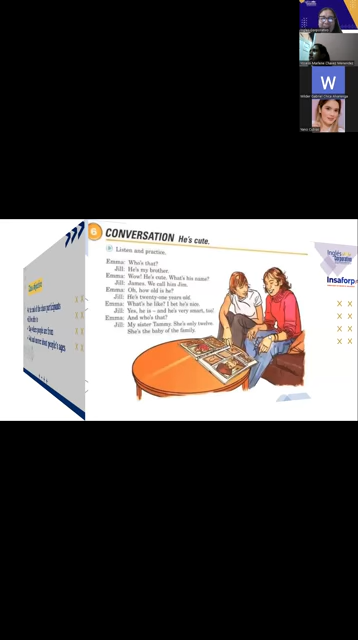 W
6 CONVERSATION He's cute.
Listen and practice.
Emma: Who's that?
Jill: He's my brother.
Emma: Wow! He's cute. What's his name?
Jill: James. We call him Jim.
Emma: Oh, how old is he?
Jill: He's twenty-one years old.
Emma: What's he like? I bet he's nice.
Jill: Yes, he is – and he's very smart, too!
Emma: And who's that?
Jill: My sister Tammy. She's only twelve.
She's the baby of the family.
Ingles
Corporativo
Insaforp